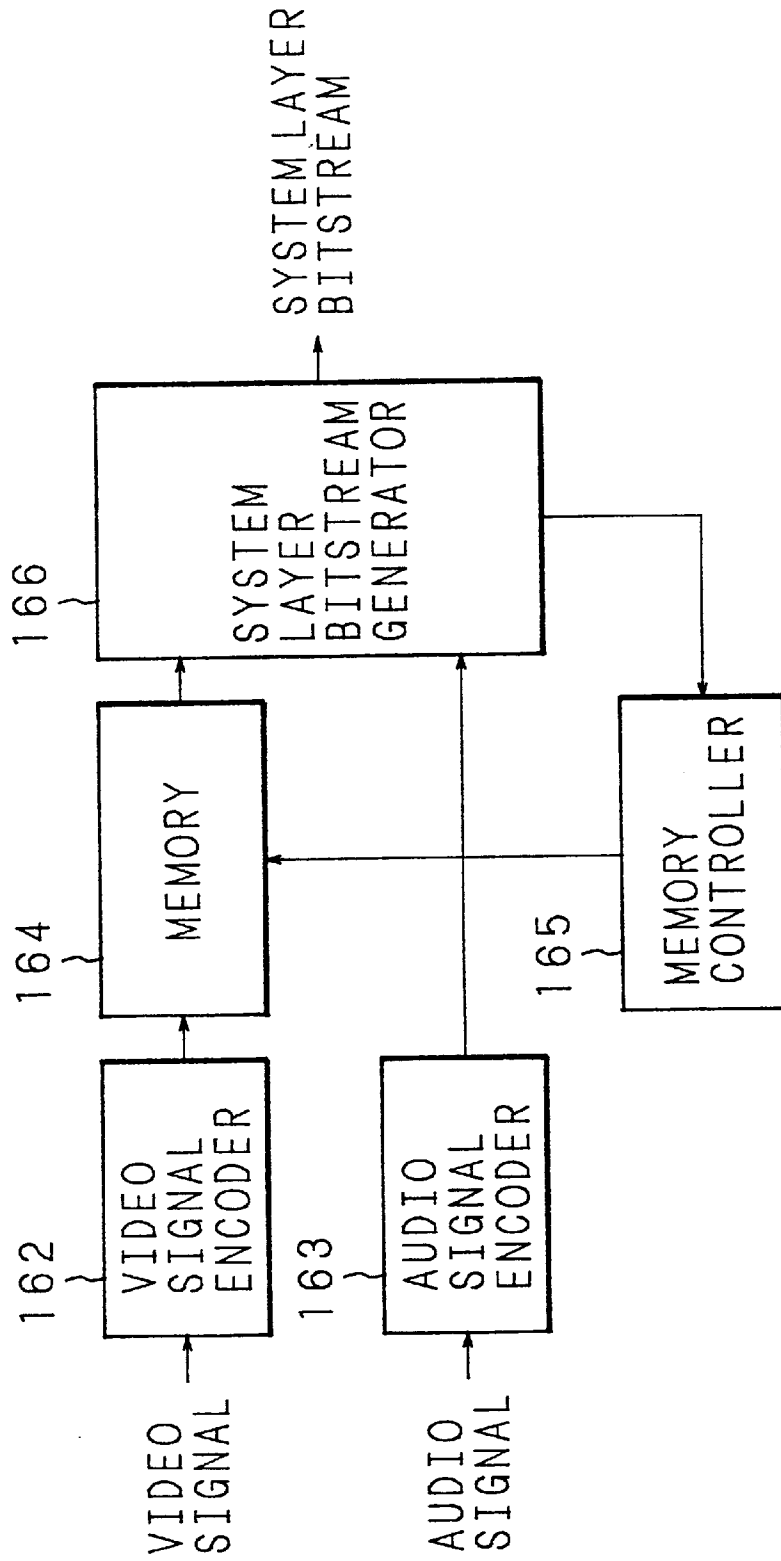 VIDEO
SIGNAL
162
VIDEO
SIGNAL
ENCODER
164
MEMORY
166
SYSTEM
LAYER
BITSTREAM
GENERATOR
SYSTEM LAYER
BITSTREAM
AUDIO
SIGNAL
163
AUDIO
SIGNAL
ENCODER
165
MEMORY
CONTROLLER